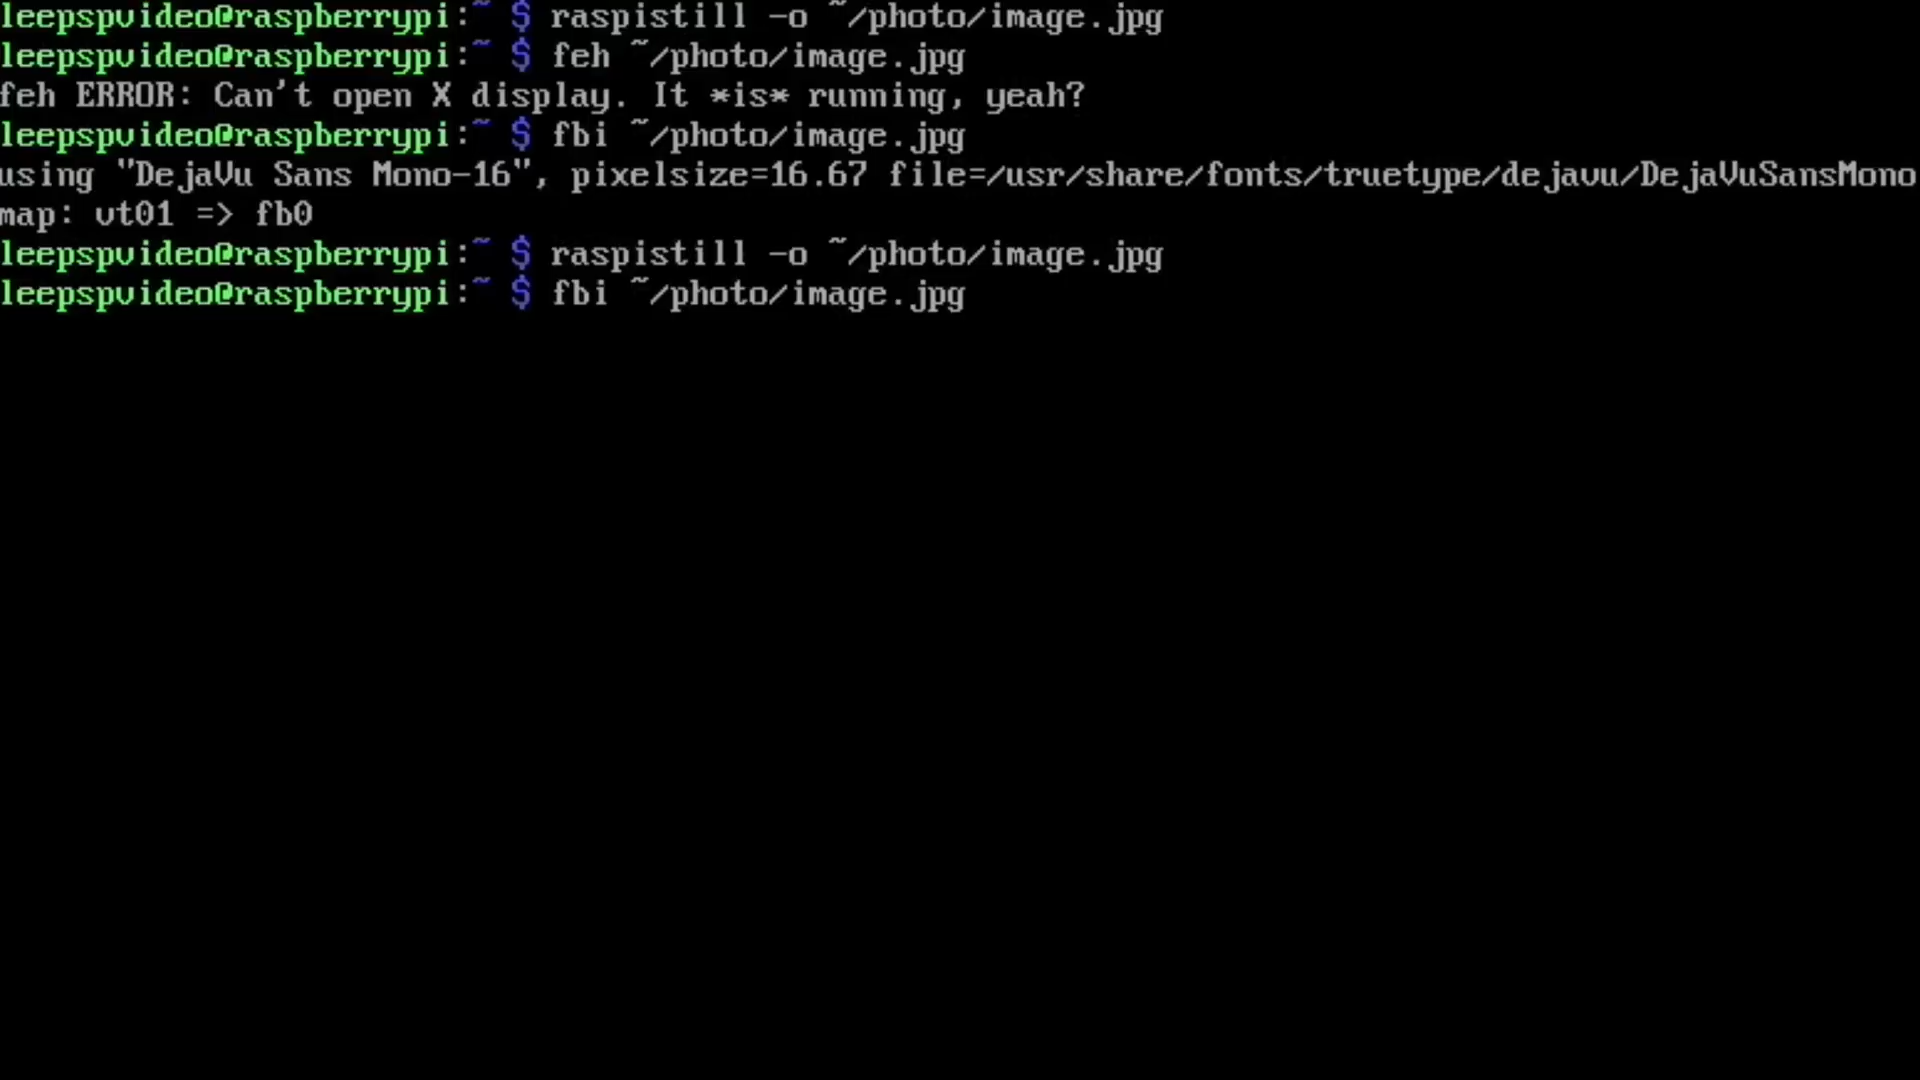 leepspvideo@raspberrypi:~ $ raspistill -o ~/photo/image.jpg
leepspvideo@raspberrypi:~ $ feh ~/photo/image.jpg
feh ERROR: Can't open X display. It *is* running, yeah?
leepspvideo@raspberrypi:~ $ fbi ~/photo/image.jpg
using "DejaVu Sans Mono-16", pixelsize=16.67 file=/usr/share/fonts/truetype/dejavu/DejaVuSansMono
map: vt01 => fb0
leepspvideo@raspberrypi:~ $ raspistill -o ~/photo/image.jpg
leepspvideo@raspberrypi:~ $ fbi ~/photo/image.jpg